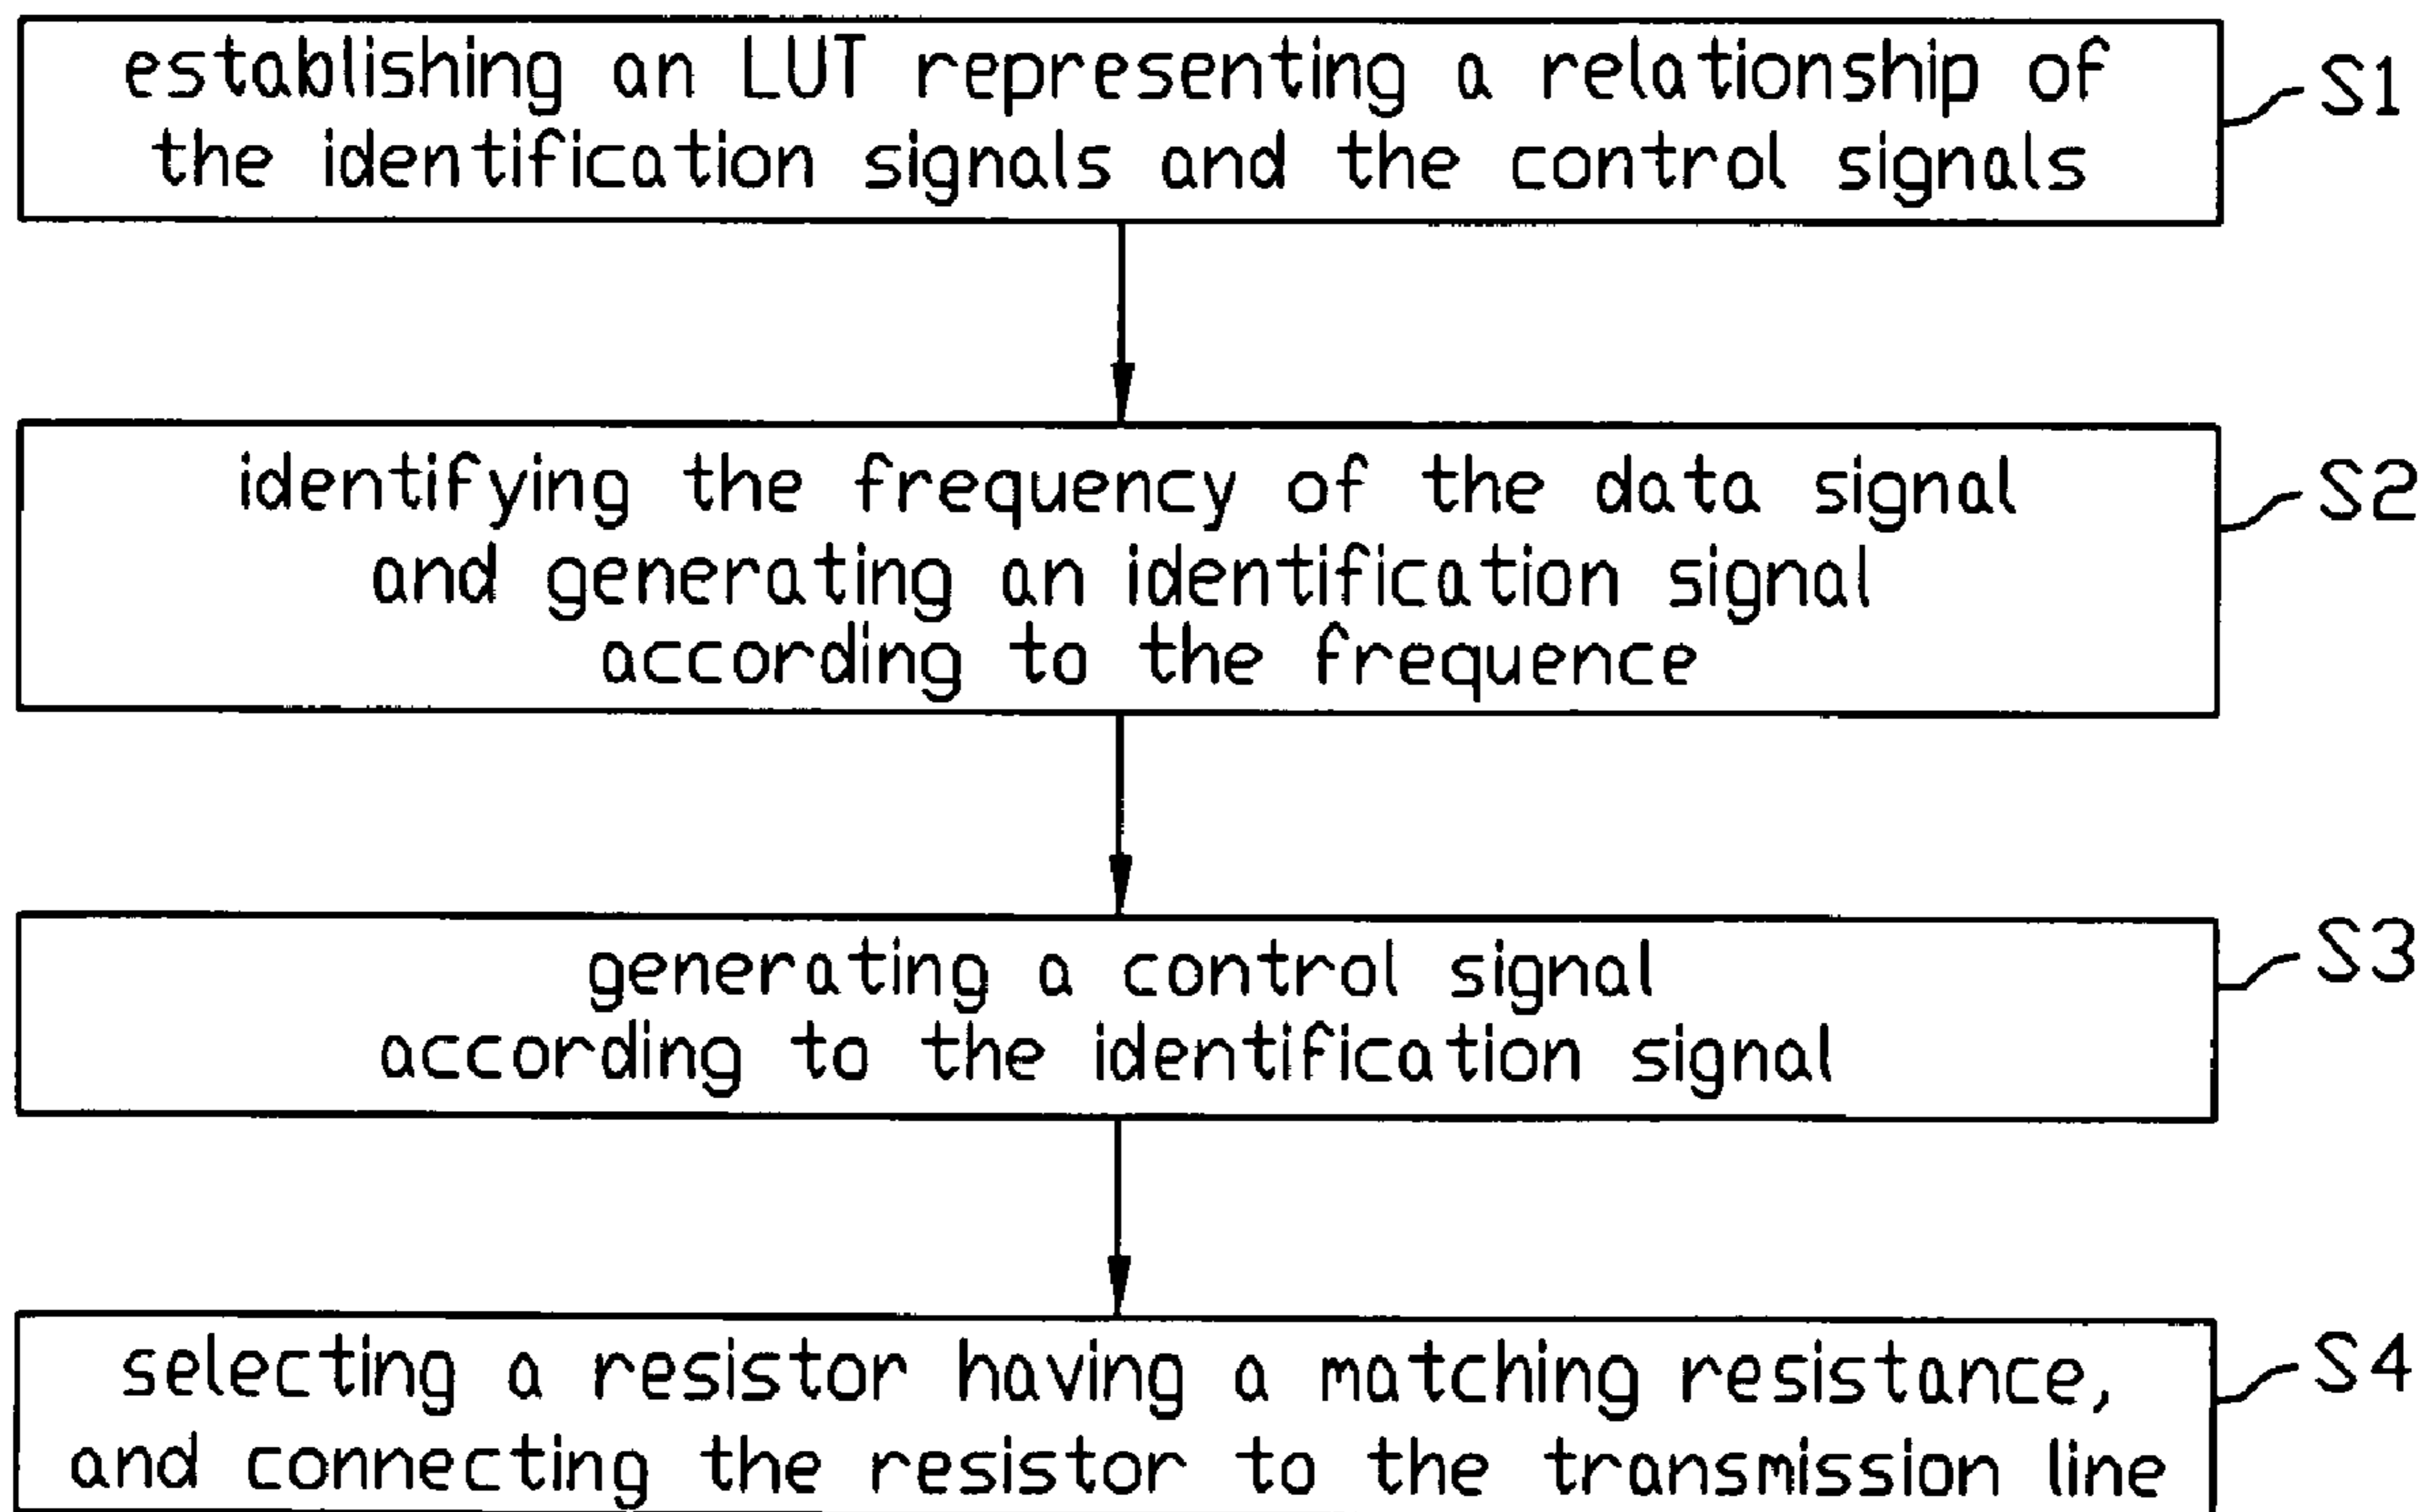 establishing an LUT representing a relationship of
the identification signals and the control signals
S1
identifying the frequency of the data signal
and generating an identification signal
according to the frequence
S2
generating a control signal
according to the identification signal
S3
selecting a resistor having a matching resistance,
and connecting the resistor to the transmission line
S4